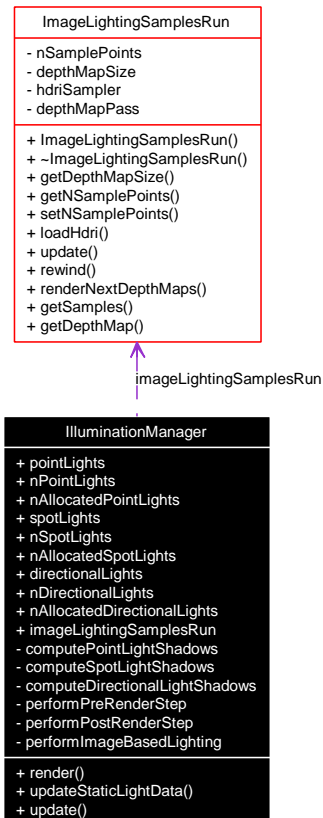 ImageLightingSamplesRun
- nSamplePoints
- depthMapSize
- hdriSampler
- depthMapPass
+ ImageLightingSamplesRun()
+ ~ImageLightingSamplesRun()
+ getDepthMapSize()
+ getNSamplePoints()
+ setNSamplePoints()
+ loadHdri()
+ update()
+ rewind()
+ renderNextDepthMaps()
+ getSamples()
+ getDepthMap()
imageLightingSamplesRun
IlluminationManager
+ pointLights
+ nPointLights
+ nAllocatedPointLights
+ spotLights
+ nSpotLights
+ nAllocatedSpotLights
+ directionalLights
+ nDirectionalLights
+ nAllocatedDirectionalLights
+ imageLightingSamplesRun
- computePointLightShadows
- computeSpotLightShadows
- computeDirectionalLightShadows
- performPreRenderStep
- performPostRenderStep
- performImageBasedLighting
+ render()
+ updateStaticLightData()
+ update()